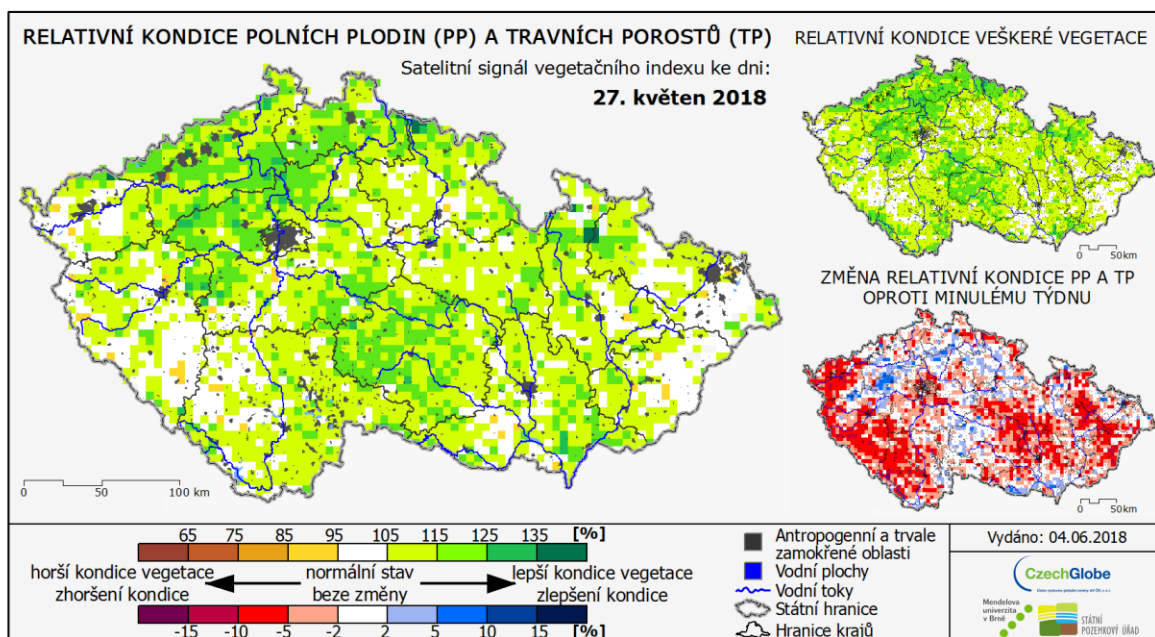 RELATIVNÍ KONDICE POLNÍCH PLODIN (PP) A TRAVNÍCH POROSTŮ (TP)
Satelitní signál vegetačního indexu ke dni:
27. květen 2018
RELATIVNÍ KONDICE VEŠKERÉ VEGETACE
0 50km
ZMĚNA RELATIVNÍ KONDICE PP A TP
OPROTI MINULÉMU TÝDNU
0 50km
0 50 100 km
65 75 85 95 105 115 125 135 [%]
horší kondice vegetace normální stav lepší kondice vegetace
zhoršení kondice beze změny zlepšení kondice
-15 -10 -5 -2 2 5 10 15 [%]
Antropogenní a trvale
zamokřené oblasti
Vodní plochy
Vodní toky
Státní hranice
Hranice krajů
Vydáno: 04.06.2018
CzechGlobe
Mendelova
univerzita
v Brně
STÁTNÍ
POZEMKOVÝ ÚŘAD